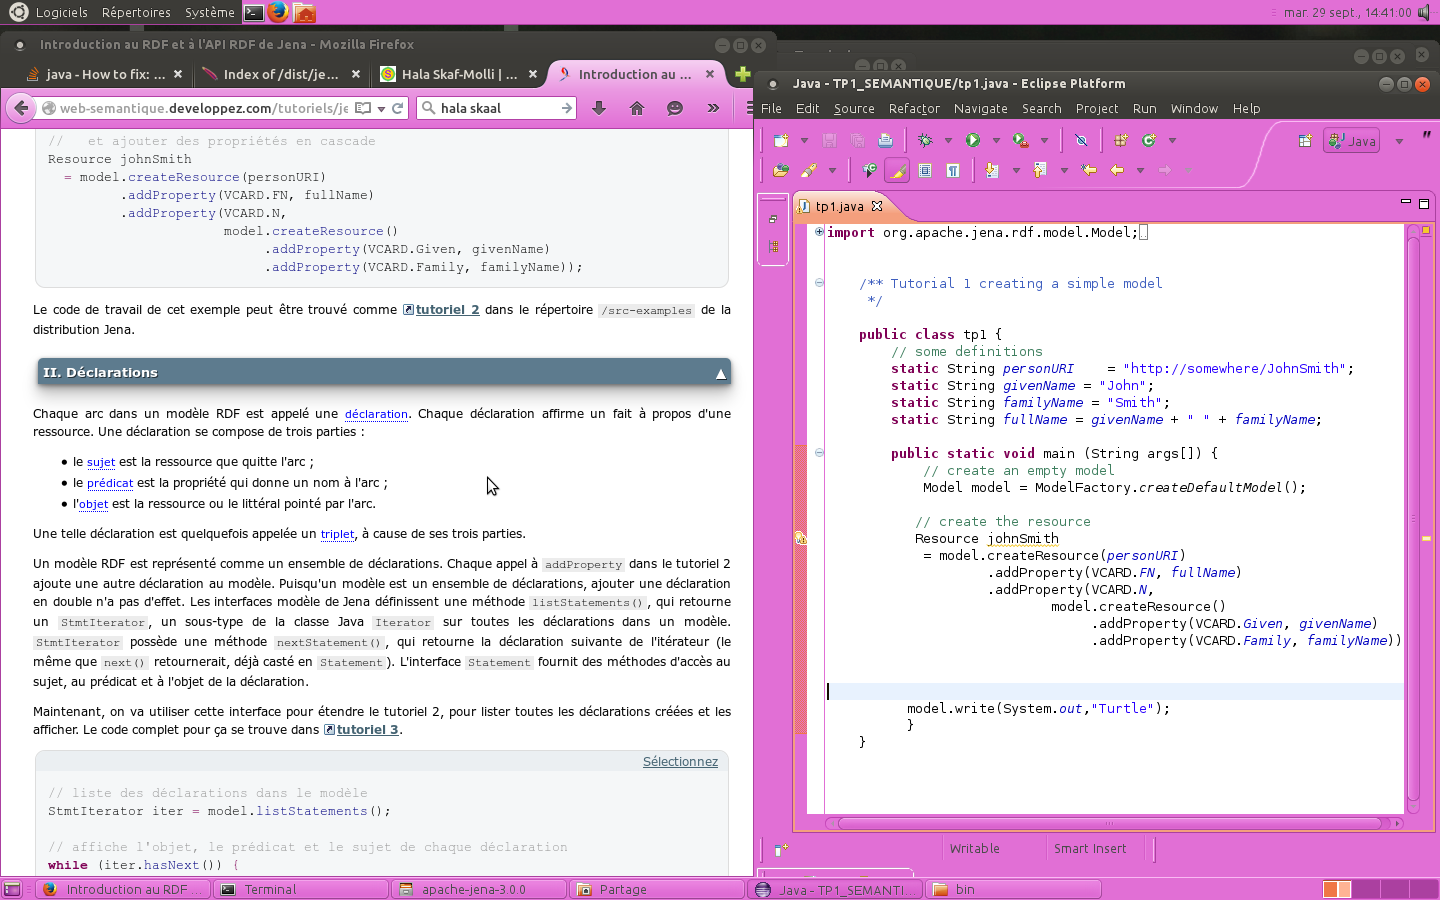 Logiciels Répertoires Système
mar. 29 sept., 14:41:00
Introduction au RDF et à l'API RDF de Jena - Mozilla Firefox
java - How to fix: ...
Index of /dist/je...
Hala Skaf-Molli | ...
Introduction au ...
web-semantique.developpez.com/tutoriels/je
hala skaal
// et ajouter des propriétés en cascade
Resource johnSmith
= model.createResource(personURI)
.addProperty(VCARD.FN, fullName)
.addProperty(VCARD.N,
model.createResource()
.addProperty(VCARD.Given, givenName)
.addProperty(VCARD.Family, familyName));
Le code de travail de cet exemple peut être trouvé comme tutoriel 2 dans le répertoire /src-examples de la
distribution Jena.
II. Déclarations
Chaque arc dans un modèle RDF est appelé une déclaration. Chaque déclaration affirme un fait à propos d'une
ressource. Une déclaration se compose de trois parties :
• le sujet est la ressource que quitte l'arc ;
• le prédicat est la propriété qui donne un nom à l'arc ;
• l'objet est la ressource ou le littéral pointé par l'arc.
Une telle déclaration est quelquefois appelée un triplet, à cause de ses trois parties.
Un modèle RDF est représenté comme un ensemble de déclarations. Chaque appel à addProperty dans le tutoriel 2
ajoute une autre déclaration au modèle. Puisqu'un modèle est un ensemble de déclarations, ajouter une déclaration
en double n'a pas d'effet. Les interfaces modèle de Jena définissent une méthode listStatements(), qui retourne
un StmtIterator, un sous-type de la classe Java Iterator sur toutes les déclarations dans un modèle.
StmtIterator possède une méthode nextStatement(), qui retourne la déclaration suivante de l'itérateur (le
même que next() retournerait, déjà casté en Statement). L'interface Statement fournit des méthodes d'accès au
sujet, au prédicat et à l'objet de la déclaration.
Maintenant, on va utiliser cette interface pour étendre le tutoriel 2, pour lister toutes les déclarations créées et les
afficher. Le code complet pour ça se trouve dans tutoriel 3.
Sélectionnez
// liste des déclarations dans le modèle
StmtIterator iter = model.listStatements();
// affiche l'objet, le prédicat et le sujet de chaque déclaration
while (iter.hasNext()) {
Java - TP1_SEMANTIQUE/tp1.java - Eclipse Platform
File Edit Source Refactor Navigate Search Project Run Window Help
Java
tp1.java
import org.apache.jena.rdf.model.Model;
/** Tutorial 1 creating a simple model
*/
public class tp1 {
// some definitions
static String personURI = "http://somewhere/JohnSmith";
static String givenName = "John";
static String familyName = "Smith";
static String fullName = givenName + " " + familyName;
public static void main (String args[]) {
// create an empty model
Model model = ModelFactory.createDefaultModel();
// create the resource
Resource johnSmith
= model.createResource(personURI)
.addProperty(VCARD.FN, fullName)
.addProperty(VCARD.N,
model.createResource()
.addProperty(VCARD.Given, givenName)
.addProperty(VCARD.Family, familyName))
model.write(System.out,"Turtle");
}
}
Writable
Smart Insert
Introduction au RDF ...
Terminal
apache-jena-3.0.0
Partage
Java - TP1_SEMANTI...
bin